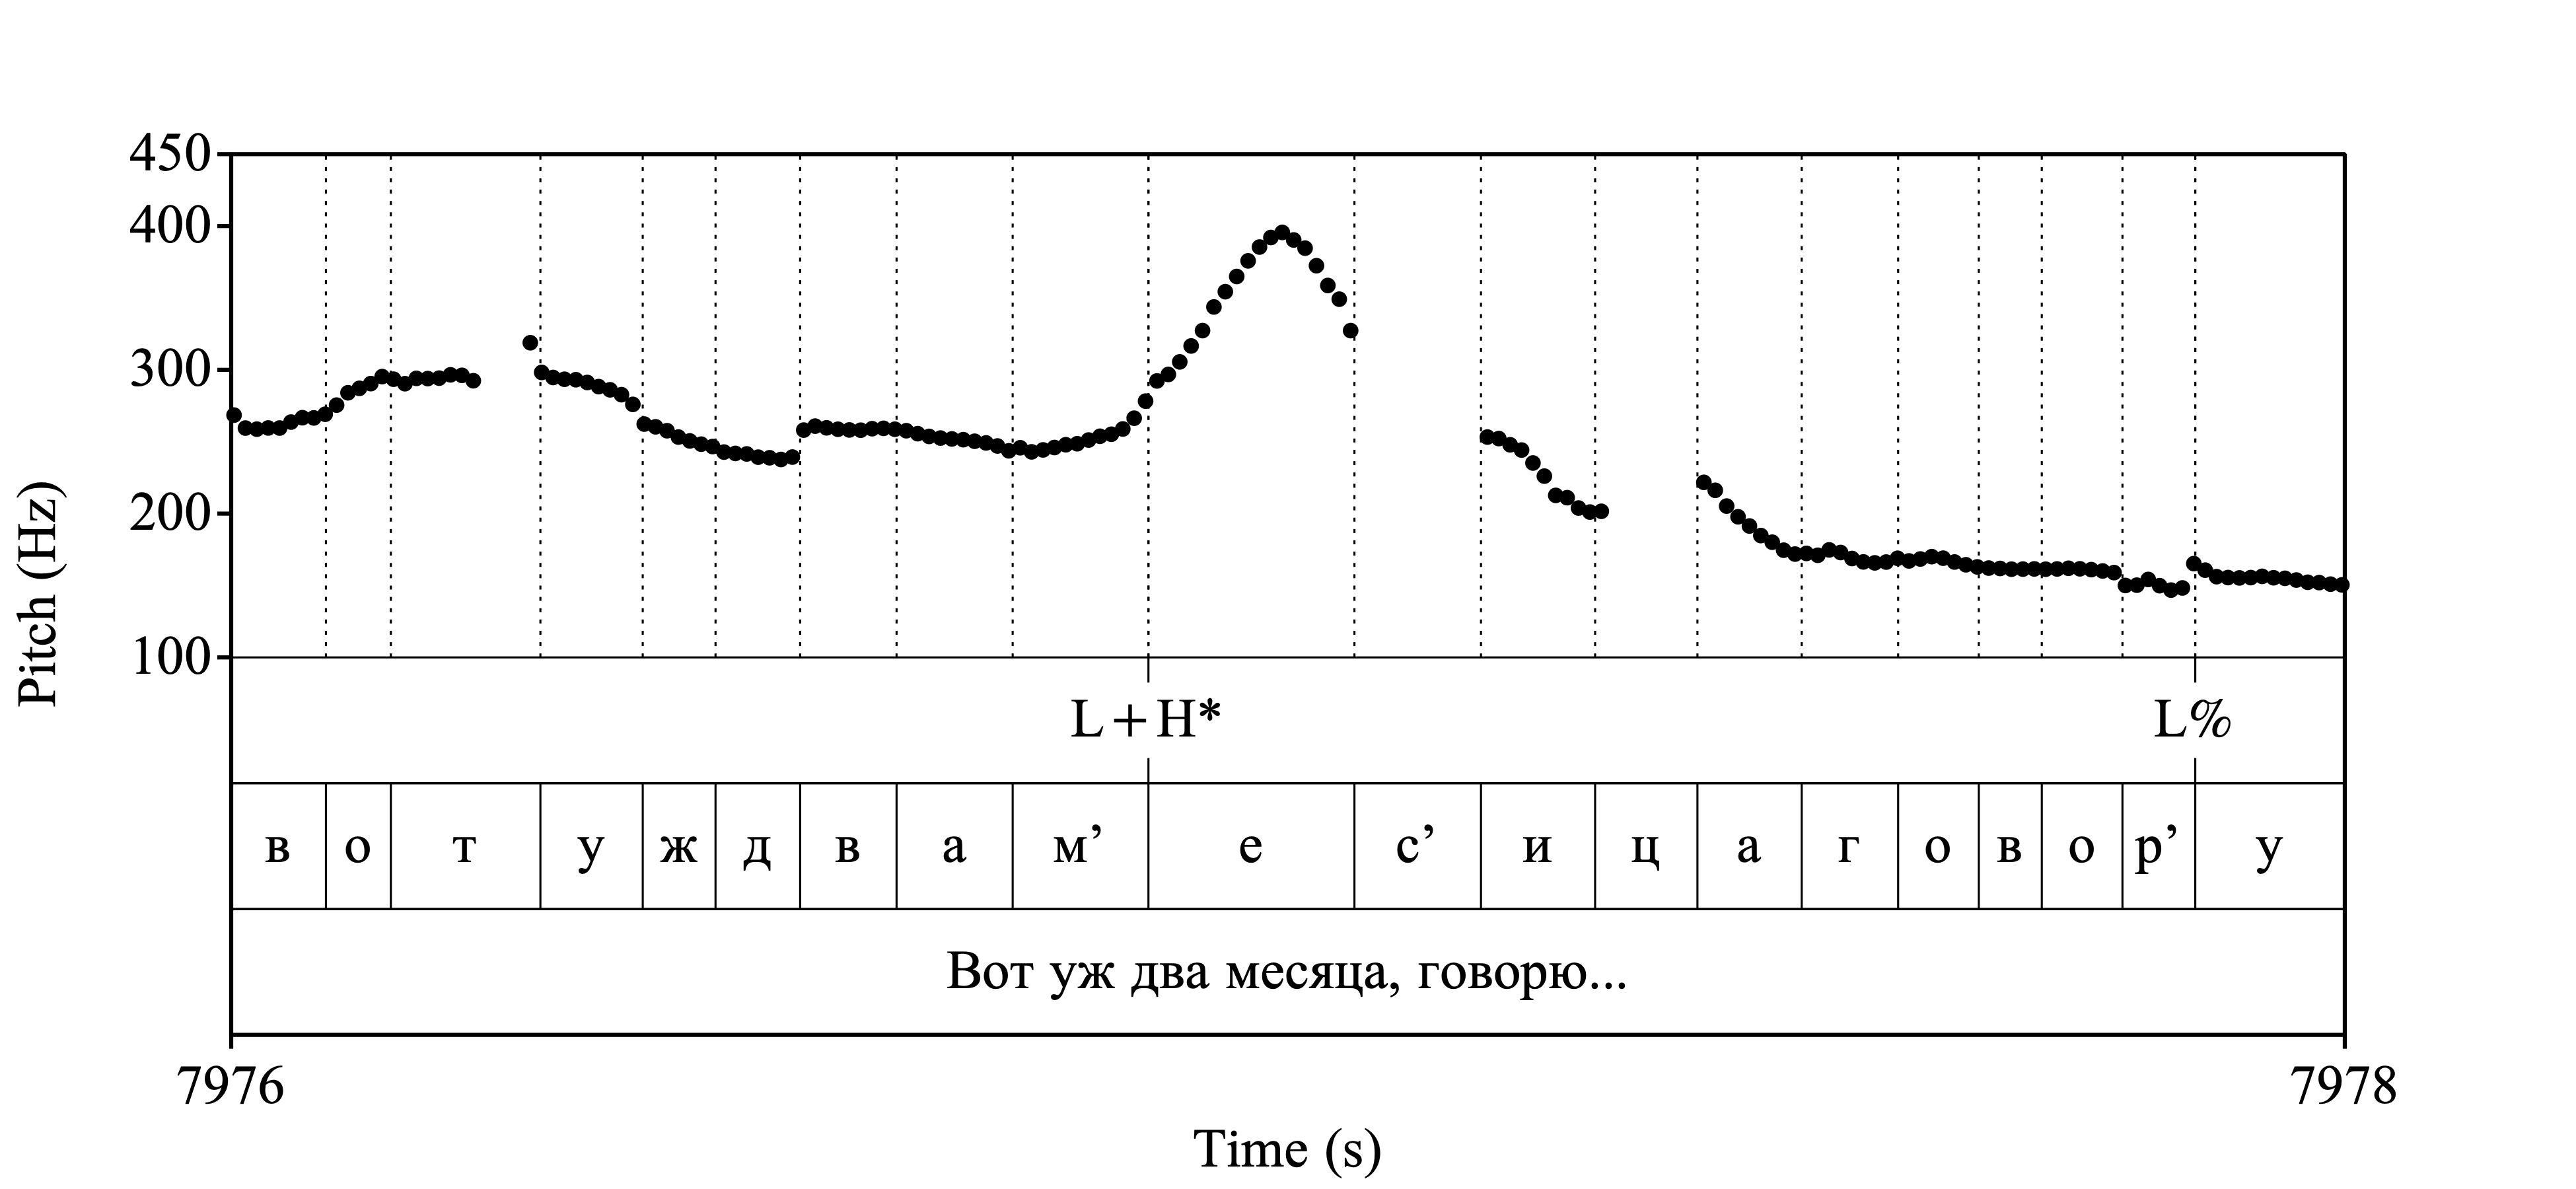 450
400
300
200
100
Pitch (Hz)
L+H* L%
в о т у ж д в а м’ е с’ и ц а г о в о р’ у
Вот уж два месяца, говорю...
7976 7978
Time (s)